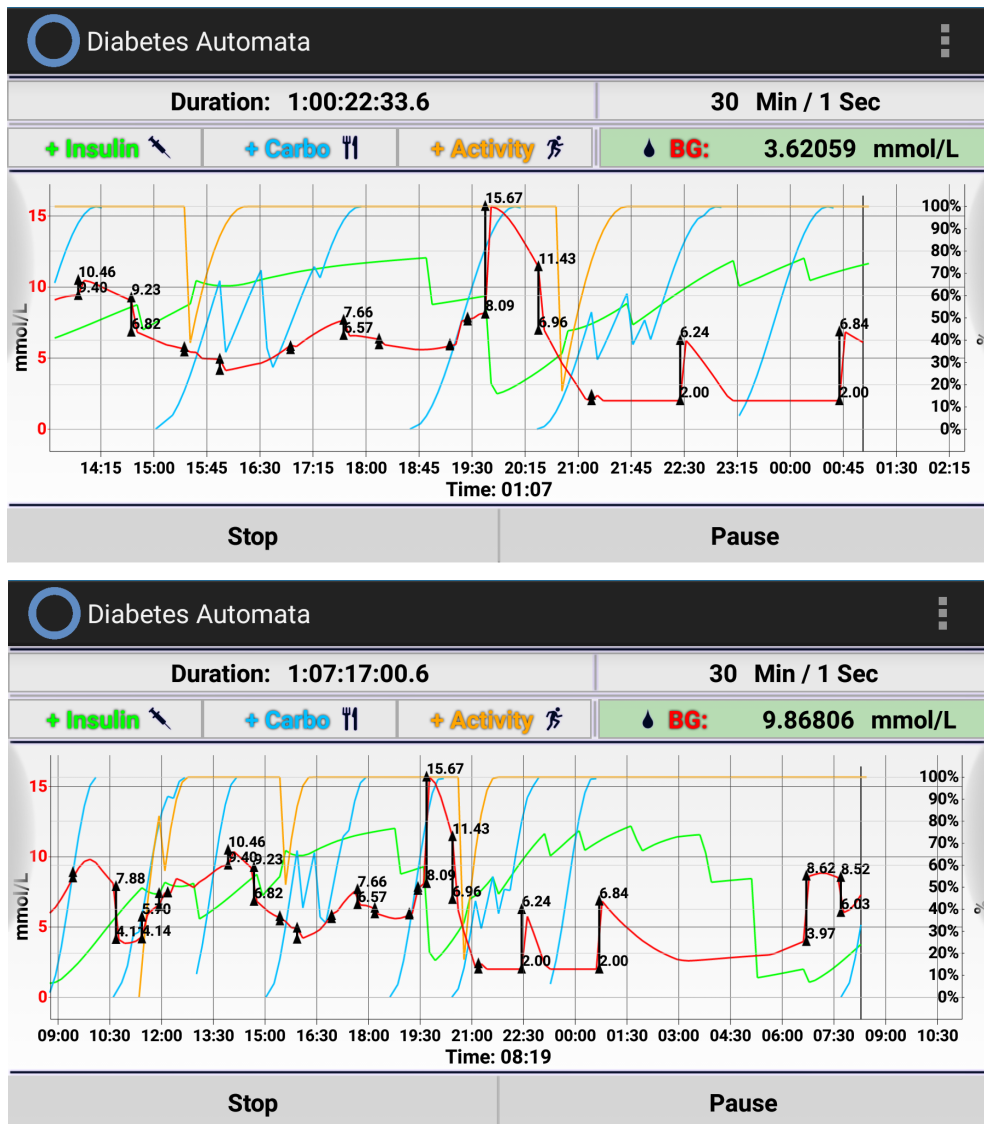 Diabetes Automata
Duration: 1:00:22:33.6 30 Min / 1 Sec
+ Insulin + Carbo + Activity BG: 3.62059 mmol/L
15.67
15 100%
90%
80%
11.43
10.46 70%
10 9.40 9.23 60%
8.09 50%
7.66
6.82 6.57 6.96 6.24 6.84 40%
5 30%
20%
2.00 2.00 10%
0 0%
mmol/L
%
14:15 15:00 15:45 16:30 17:15 18:00 18:45 19:30 20:15 21:00 21:45 22:30 23:15 00:00 00:45 01:30 02:15
Time: 01:07
Stop Pause
Diabetes Automata
Duration: 1:07:17:00.6 30 Min / 1 Sec
+ Insulin + Carbo + Activity BG: 9.86806 mmol/L
15.67
15 100%
90%
80%
11.43
10.46 70%
10 9.40 9.23 60%
7.88 8.09 8.62 8.52 50%
7.66
5.70 6.82 6.57 6.96 6.24 6.84 6.03 40%
5 30%
4.14 3.97 20%
2.00 2.00 10%
0 0%
mmol/L
%
09:00 10:30 12:00 13:30 15:00 16:30 18:00 19:30 21:00 22:30 00:00 01:30 03:00 04:30 06:00 07:30 09:00 10:30
Time: 08:19
Stop Pause